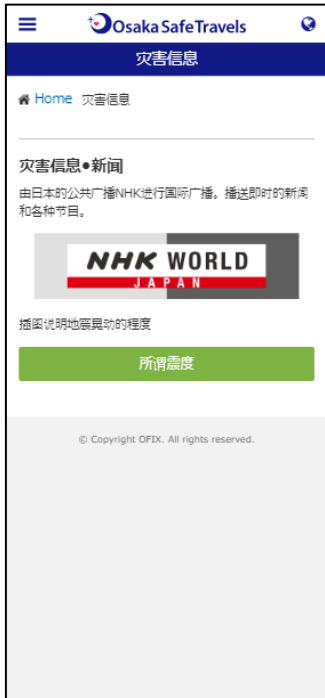 Osaka Safe Travels
灾害信息
Home 灾害信息
灾害信息●新闻
由日本的公共广播NHK进行国际广播。播送即时的新闻
和各种节目。
NHK WORLD
JAPAN
插图说明地震晃动的程度
所谓震度
© Copyright OFIX. All rights reserved.